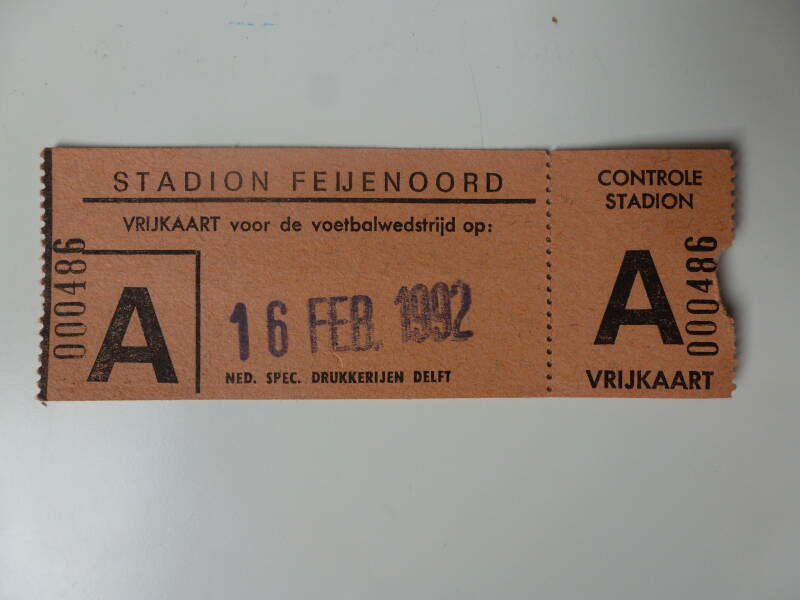 STADION FEIJENOORD
VRIJKAART voor de voetbalwedstrijd op:
000486
A
16 FEB. 1992
NED. SPEC. DRUKKERIJEN DELFT
CONTROLE
STADION
A
000486
VRIJKAART